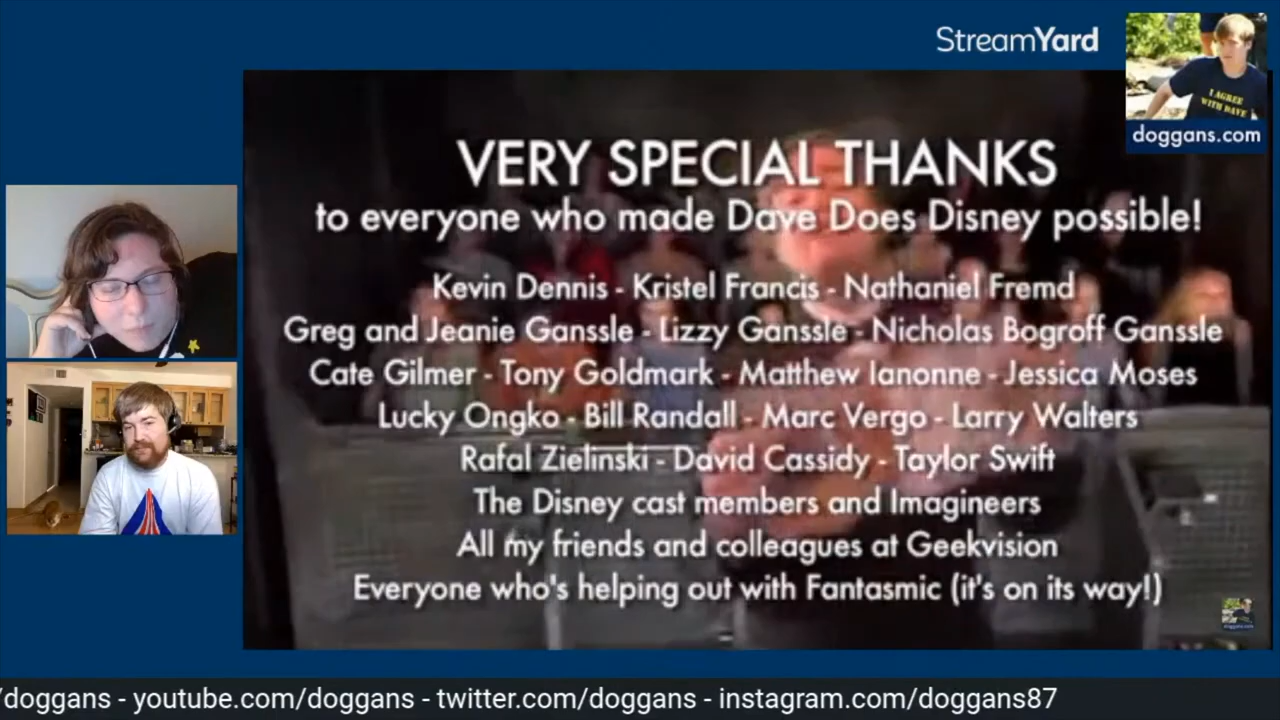 StreamYard
I AGREE
WITH DAVE
doggans.com
VERY SPECIAL THANKS
to everyone who made Dave Does Disney possible!
Kevin Dennis - Kristel Francis - Nathaniel Fremd
Greg and Jeanie Ganssle - Lizzy Ganssle - Nicholas Bogroff Ganssle
Cate Gilmer - Tony Goldmark - Matthew Ianonne - Jessica Moses
Lucky Ongko - Bill Randall - Marc Vergo - Larry Walters
Rafal Zielinski - David Cassidy - Taylor Swift
The Disney cast members and Imagineers
All my friends and colleagues at Geekvision
Everyone who's helping out with Fantasmic (it's on its way!)
/doggans - youtube.com/doggans - twitter.com/doggans - instagram.com/doggans87